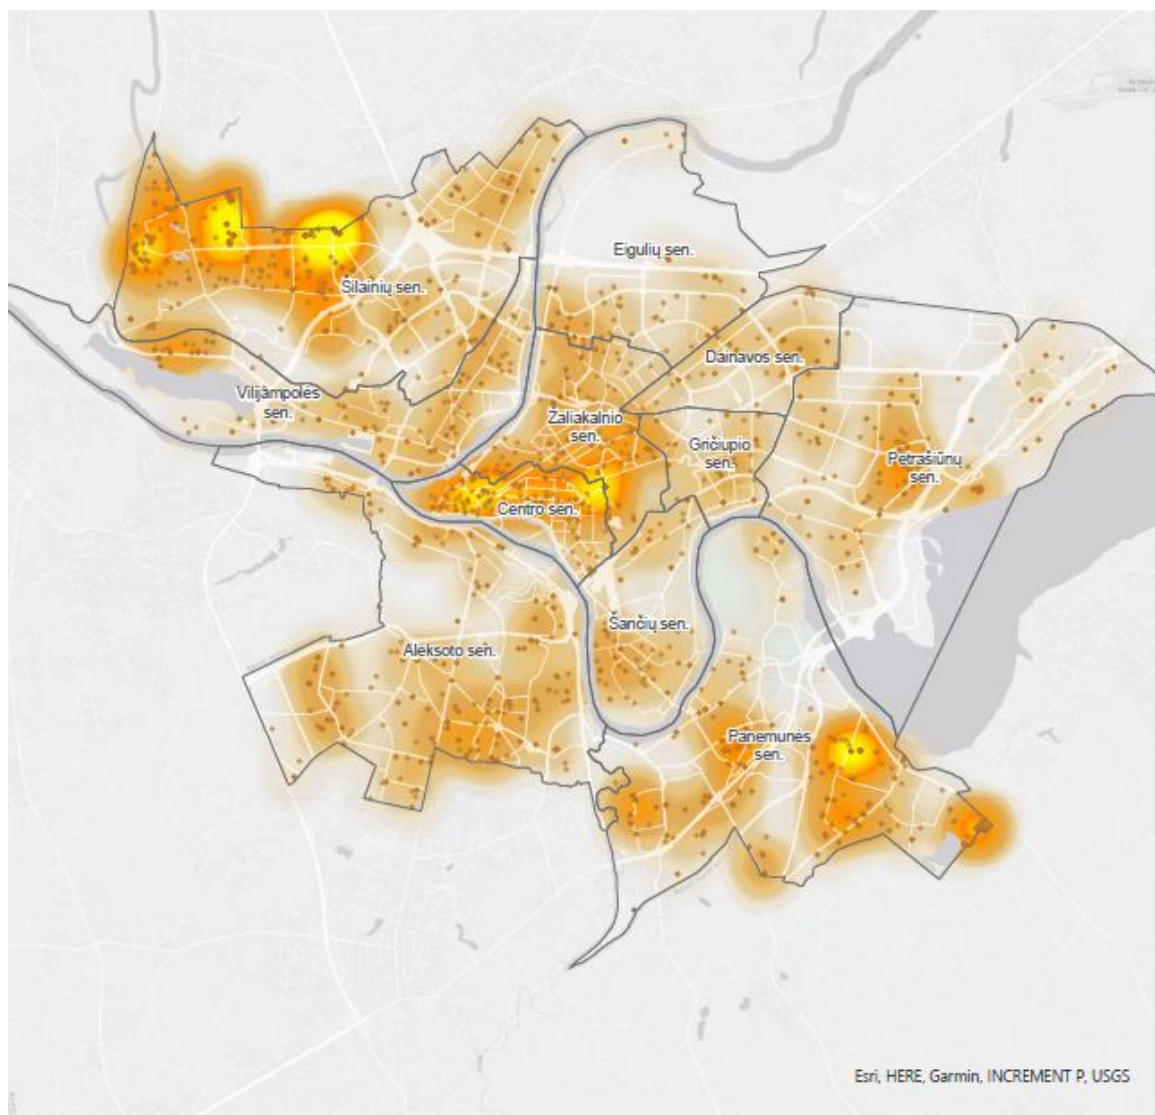 Eigulių sen.
Šilainių sen.
Dainavos sen.
Vilijampolės
sen.
Žaliakalnio
sen.
Gričiupio
sen.
Petrašiūnų
sen.
Centro sen.
Šančių sen.
Aleksoto sen.
Panemunės
sen.
Esri, HERE, Garmin, INCREMENT P, USGS